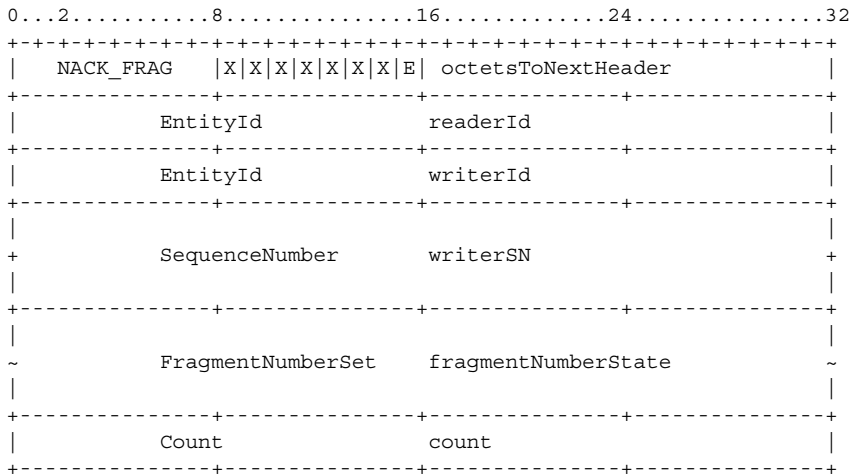 0...2...........8...............16.............24...............32
+-+-+-+-+-+-+-+-+-+-+-+-+-+-+-+-+-+-+-+-+-+-+-+-+-+-+-+-+-+-+-+-+
|   NACK_FRAG   |X|X|X|X|X|X|X|E| octetsToNextHeader            |
+---------------+---------------+---------------+---------------+
|           EntityId             readerId                       |
+---------------+---------------+---------------+---------------+
|           EntityId             writerId                       |
+---------------+---------------+---------------+---------------+
|                                                               |
+           SequenceNumber       writerSN                       +
|                                                               |
+---------------+---------------+---------------+---------------+
|                                                               |
~           FragmentNumberSet    fragmentNumberState            ~
|                                                               |
+---------------+---------------+---------------+---------------+
|           Count                count                          |
+---------------+---------------+---------------+---------------+